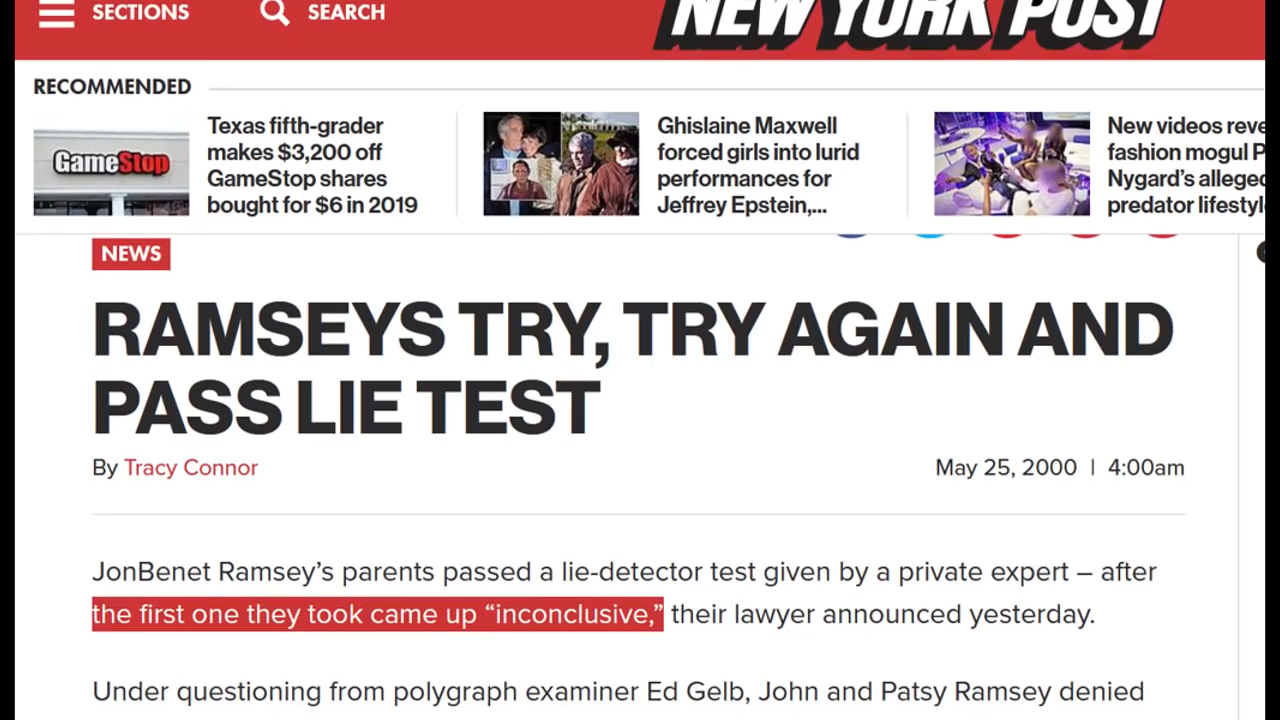 SECTIONS
SEARCH
NEW YORK POST
RECOMMENDED
GameStop
Texas fifth-grader
makes $3,200 off
GameStop shares
bought for $6 in 2019
Ghislaine Maxwell
forced girls into lurid
performances for
Jeffrey Epstein,...
New videos reve
fashion mogul P
Nygard’s alleged
predator lifestyl
NEWS
RAMSEYS TRY, TRY AGAIN AND
PASS LIE TEST
By Tracy Connor
May 25, 2000 | 4:00am
JonBenet Ramsey’s parents passed a lie-detector test given by a private expert – after
the first one they took came up “inconclusive,” their lawyer announced yesterday.
Under questioning from polygraph examiner Ed Gelb, John and Patsy Ramsey denied